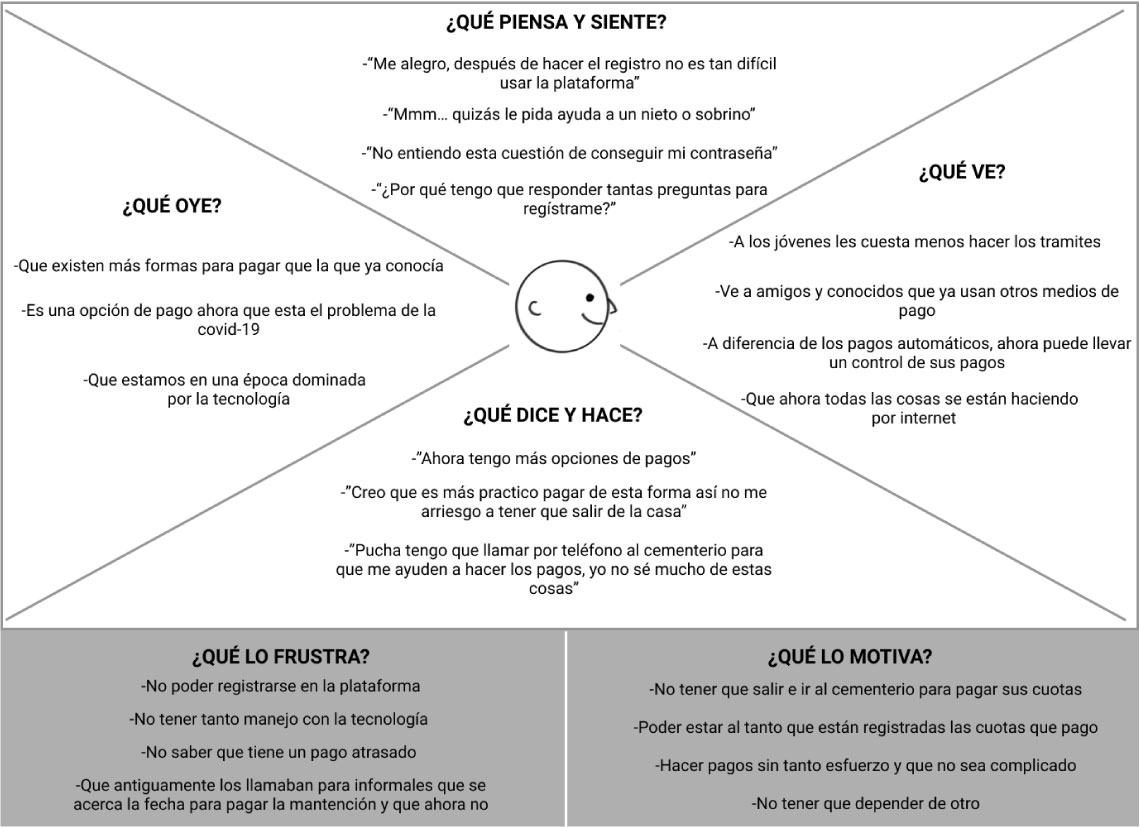 ¿QUÉ PIENSA Y SIENTE?
-“Me alegro, después de hacer el registro no es tan difícil
usar la plataforma”
-“Mmm… quizás le pida ayuda a un nieto o sobrino”
-“No entiendo esta cuestión de conseguir mi contraseña”
-“¿Por qué tengo que responder tantas preguntas para
regístrame?”
¿QUÉ OYE?
-Que existen más formas para pagar que la que ya conocía
-Es una opción de pago ahora que esta el problema de la
covid-19
-Que estamos en una época dominada
por la tecnología
¿QUÉ VE?
-A los jóvenes les cuesta menos hacer los tramites
-Ve a amigos y conocidos que ya usan otros medios de
pago
-A diferencia de los pagos automáticos, ahora puede llevar
un control de sus pagos
-Que ahora todas las cosas se están haciendo
por internet
¿QUÉ DICE Y HACE?
-”Ahora tengo más opciones de pagos”
-”Creo que es más practico pagar de esta forma así no me
arriesgo a tener que salir de la casa”
-”Pucha tengo que llamar por teléfono al cementerio para
que me ayuden a hacer los pagos, yo no sé mucho de estas
cosas”
¿QUÉ LO FRUSTRA?
-No poder registrarse en la plataforma
-No tener tanto manejo con la tecnología
-No saber que tiene un pago atrasado
-Que antiguamente los llamaban para informales que se
acerca la fecha para pagar la mantención y que ahora no
¿QUÉ LO MOTIVA?
-No tener que salir e ir al cementerio para pagar sus cuotas
-Poder estar al tanto que están registradas las cuotas que pago
-Hacer pagos sin tanto esfuerzo y que no sea complicado
-No tener que depender de otro